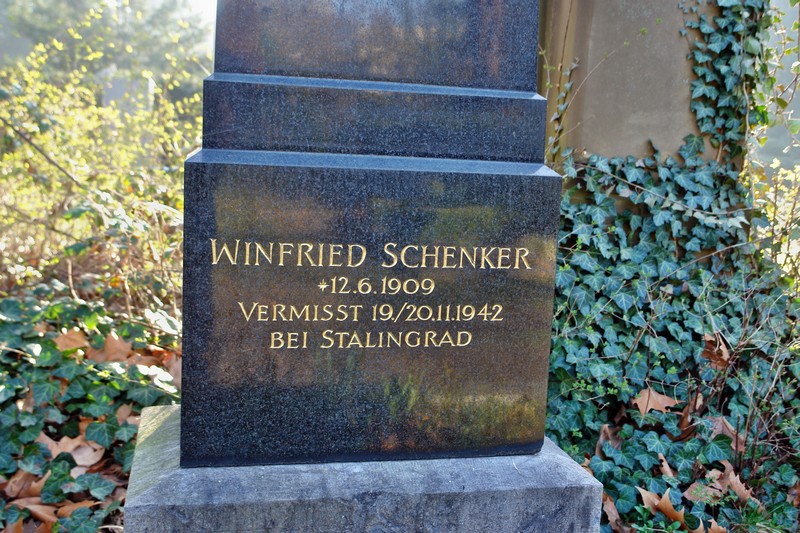 WINFRIED SCHENKER
*12.6.1909
VERMISST 19./20.11.1942
BEI STALINGRAD